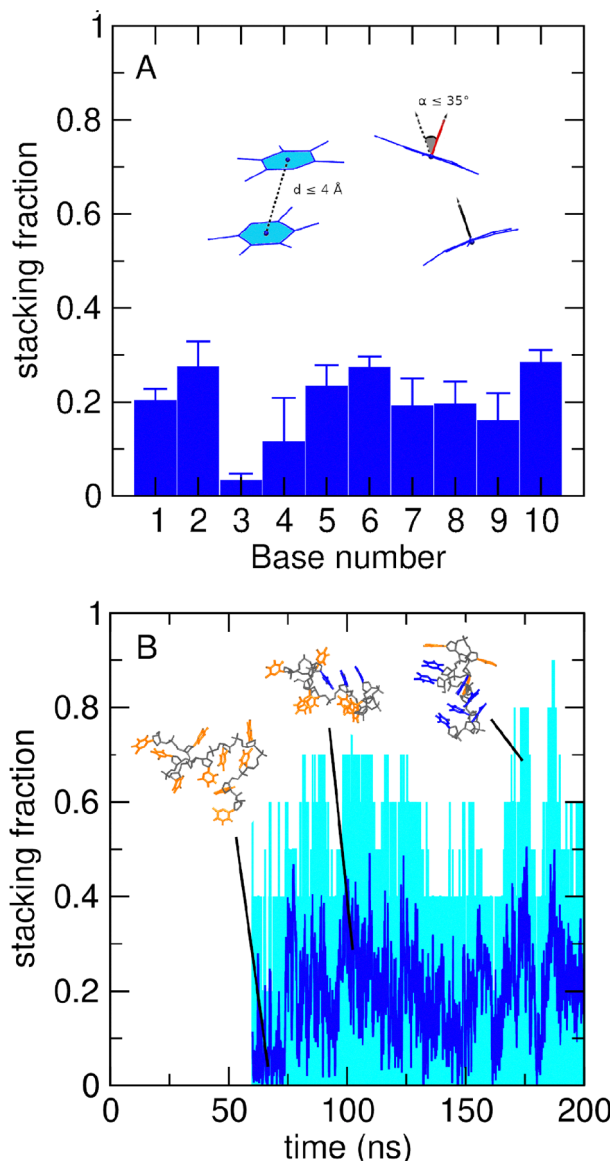 1
A
α ≤ 35°
0.8
d ≤ 4 Å
0.6
0.4
0.2
0
stacking fraction
1 2 3 4 5 6 7 8 9 10
Base number
1
B
0.8
0.6
0.4
0.2
0
stacking fraction
0 50 100 150 200
time (ns)